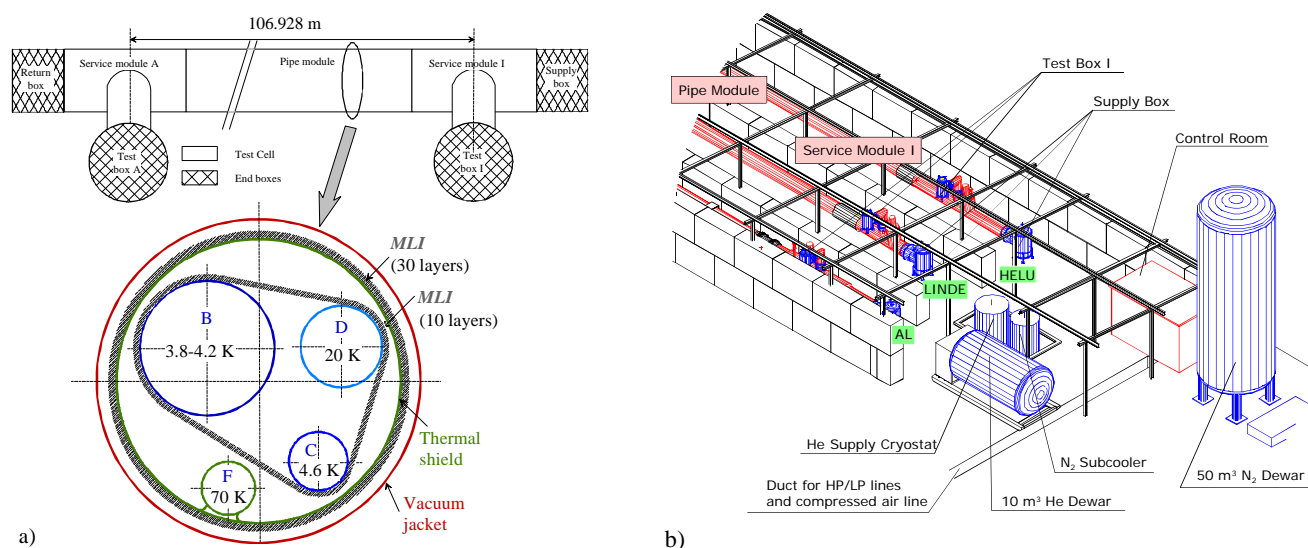 106.928 m
Return
box
Service module A
Pipe module
Service module I
Supply
box
Test
box A
Test Cell
End boxes
Test
box I
MLI
(30 layers)
MLI
(10 layers)
B
3.8-4.2 K
D
20 K
C
4.6 K
F
70 K
Thermal
shield
Vacuum
jacket
a)
Test Box I
Supply Box
Control Room
Pipe Module
Service Module I
HELU
LINDE
AL
He Supply Cryostat
N₂ Subcooler
50 m³ N₂ Dewar
Duct for HP/LP lines
and compressed air line
10 m³ He Dewar
b)